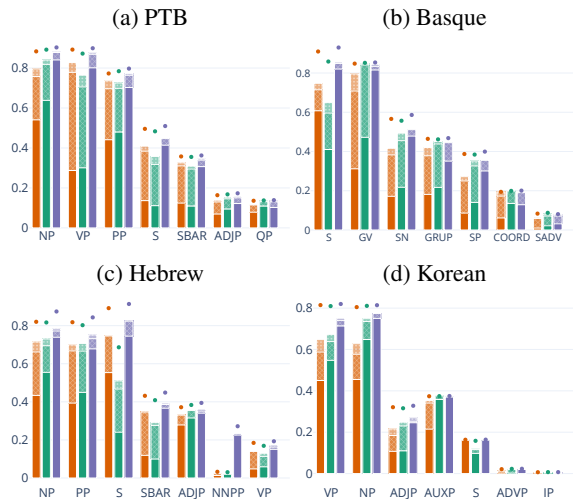 (a) PTB
0.8
0.6
0.4
0.2
0
NP VP PP S SBAR ADJP QP
(b) Basque
0.8
0.6
0.4
0.2
0
S GV SN GRUP SP COORD SADV
(c) Hebrew
0.8
0.6
0.4
0.2
0
NP PP S SBAR ADJP NNPP VP
(d) Korean
0.8
0.6
0.4
0.2
0
VP NP ADJP AUXP S ADVP IP